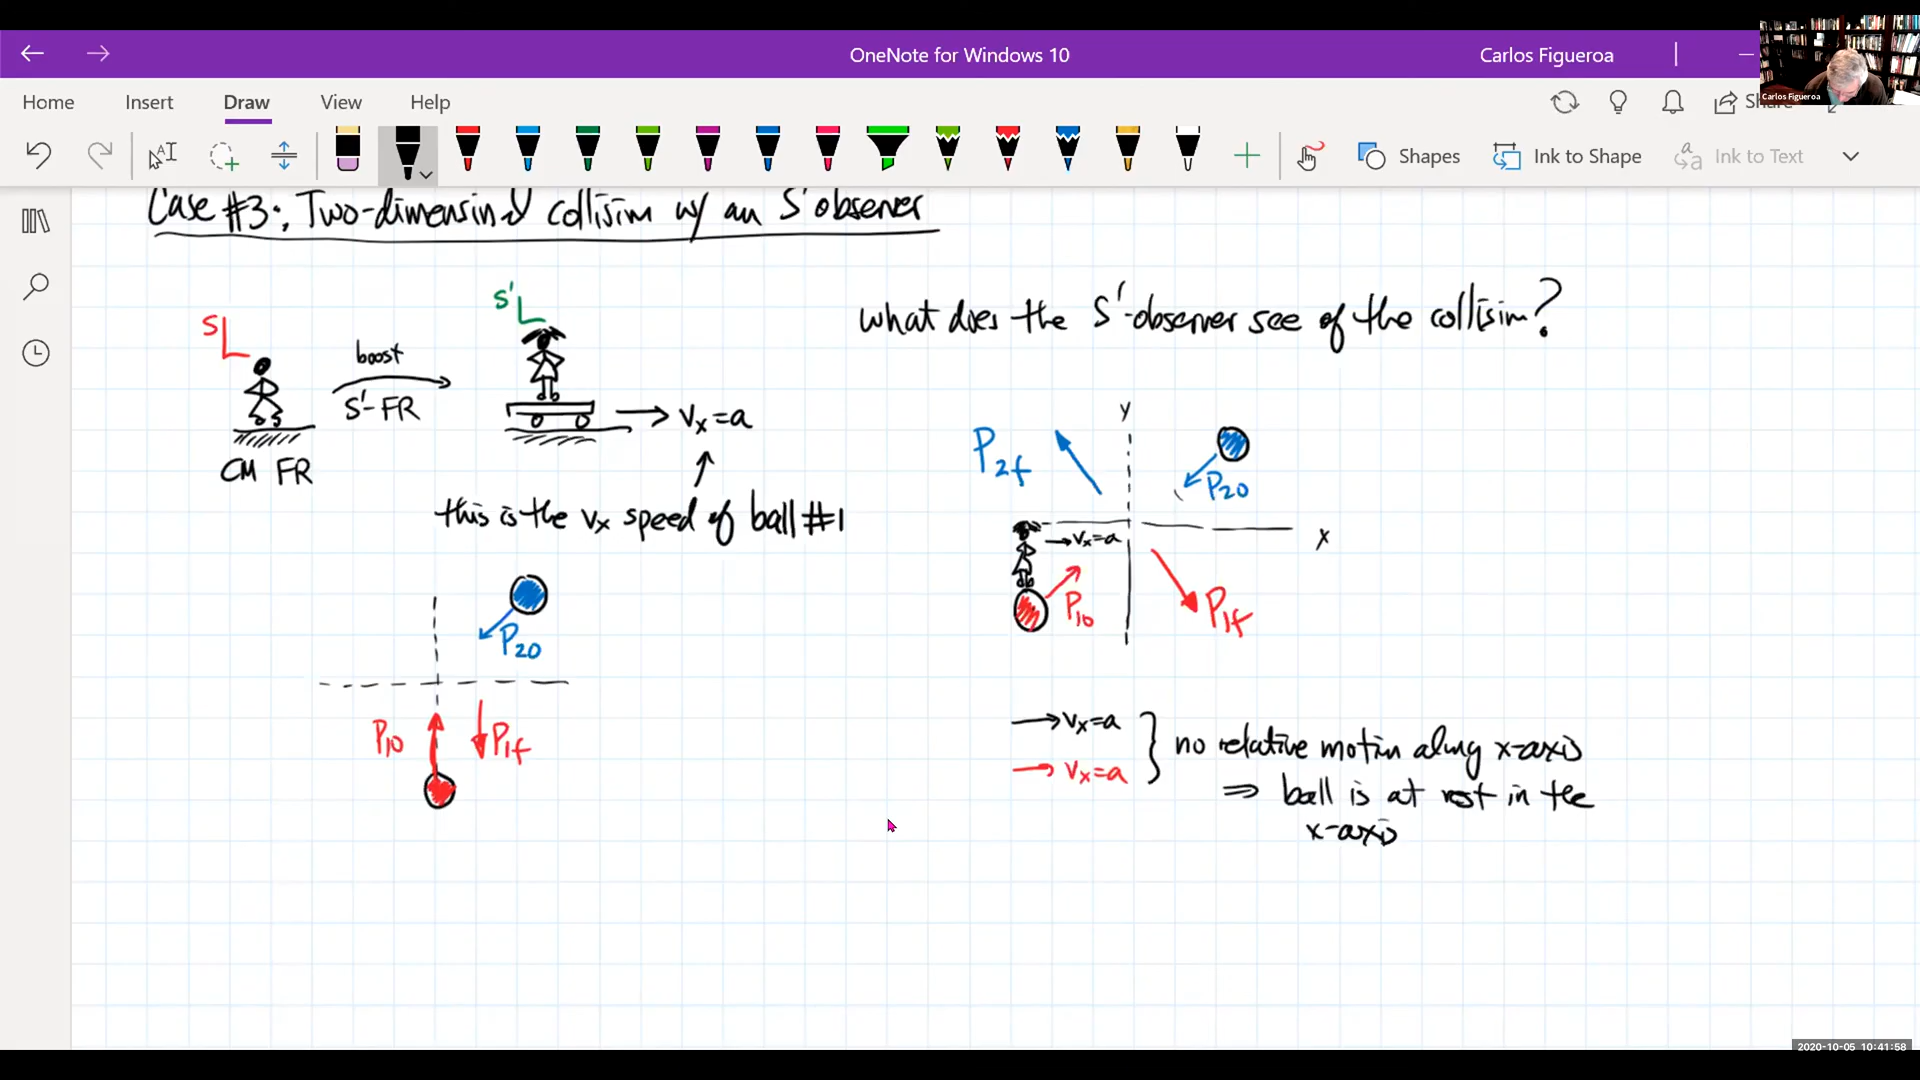 OneNote for Windows 10
Carlos Figueroa
Home Insert Draw View Help
Share
Carlos Figueroa
Shapes Ink to Shape Ink to Text
Case #3: Two-dimensional collision w/ an S' observer
S'
S
what does the S'-observer see of the collision?
boost
S'-FR
Vx=a
CM FR
this is the Vx speed of ball #1
y
P2f
P20
x
→Vx=a
P10
P1f
P20
P10
P1f
→Vx=a
→Vx=a
no relative motion along x-axis
⇒ ball is at rest in the
x-axis
2020-10-05 10:41:58